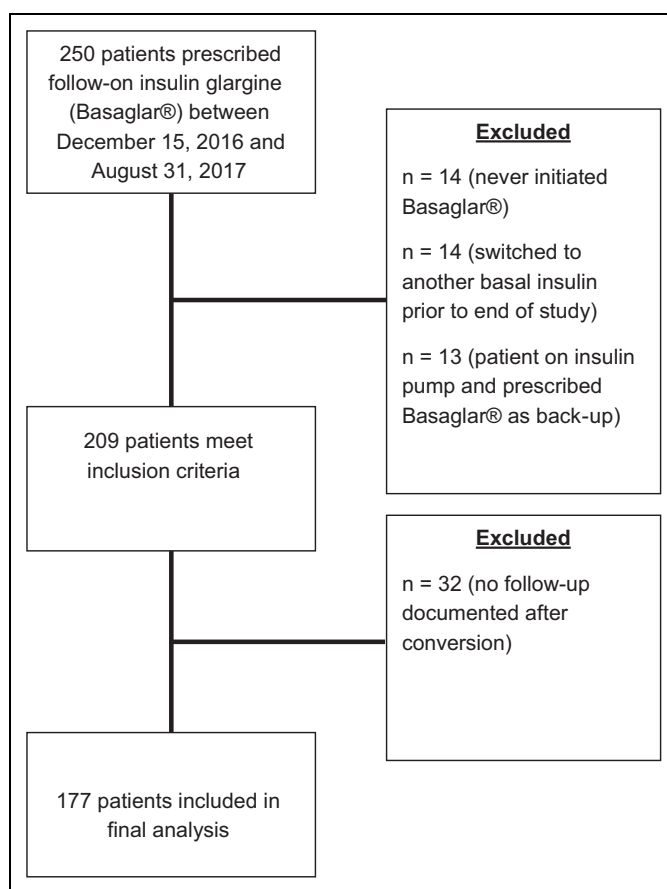 250 patients prescribed
follow-on insulin glargine
(Basaglar®) between
December 15, 2016 and
August 31, 2017
Excluded
n = 14 (never initiated
Basaglar®)
n = 14 (switched to
another basal insulin
prior to end of study)
n = 13 (patient on insulin
pump and prescribed
Basaglar® as back-up)
209 patients meet
inclusion criteria
Excluded
n = 32 (no follow-up
documented after
conversion)
177 patients included in
final analysis